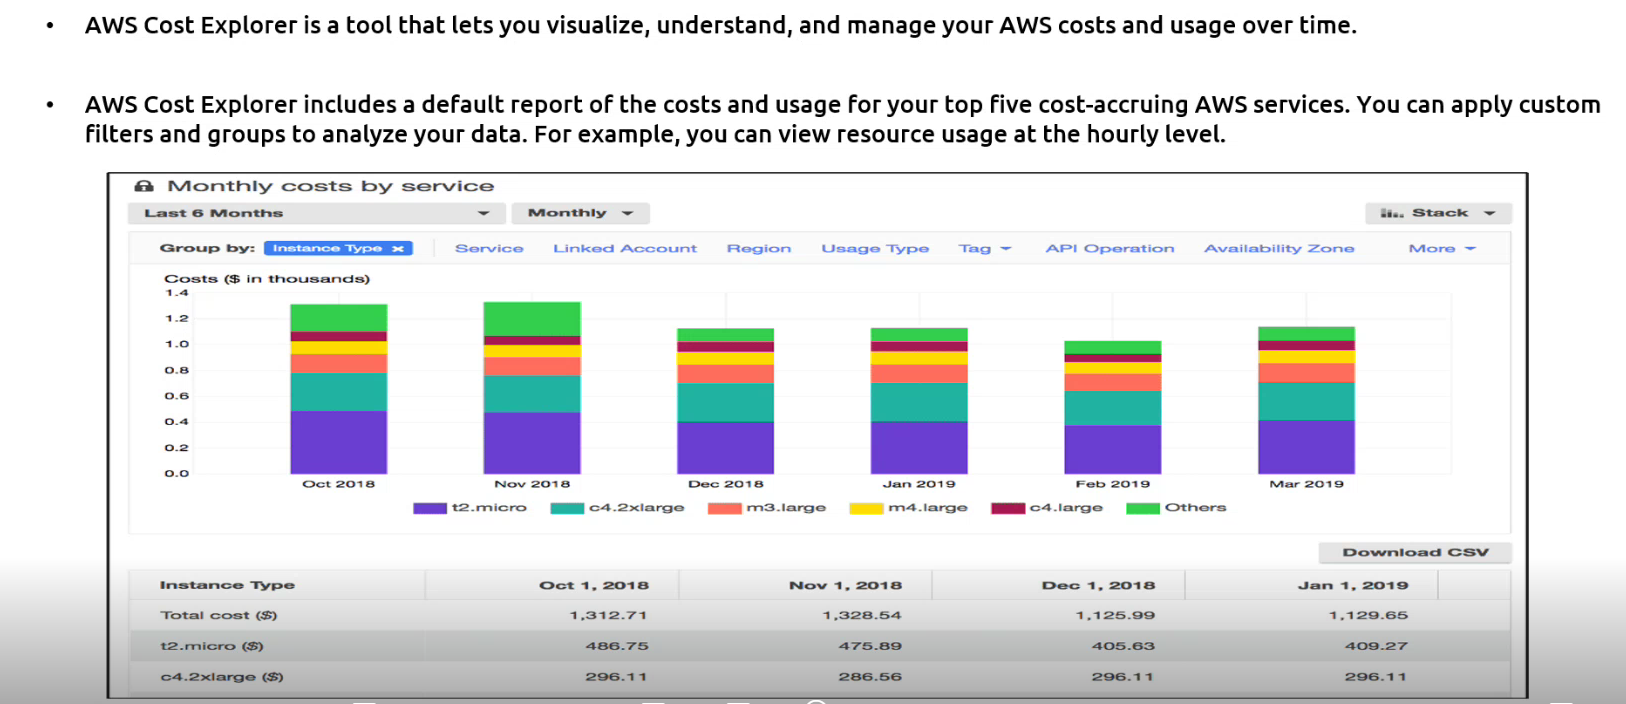 • AWS Cost Explorer is a tool that lets you visualize, understand, and manage your AWS costs and usage over time.
• AWS Cost Explorer includes a default report of the costs and usage for your top five cost-accruing AWS services. You can apply custom
filters and groups to analyze your data. For example, you can view resource usage at the hourly level.
Monthly costs by service
Last 6 Months Monthly Stack
Group by: Instance Type × Service Linked Account Region Usage Type Tag API Operation Availability Zone More
Costs ($ in thousands)
1.4
1.2
1.0
0.8
0.6
0.4
0.2
0.0
Oct 2018 Nov 2018 Dec 2018 Jan 2019 Feb 2019 Mar 2019
t2.micro c4.2xlarge m3.large m4.large c4.large Others
Download CSV
Instance Type Oct 1, 2018 Nov 1, 2018 Dec 1, 2018 Jan 1, 2019
Total cost ($) 1,312.71 1,328.54 1,125.99 1,129.65
t2.micro ($) 486.75 475.89 405.63 409.27
c4.2xlarge ($) 296.11 286.56 296.11 296.11